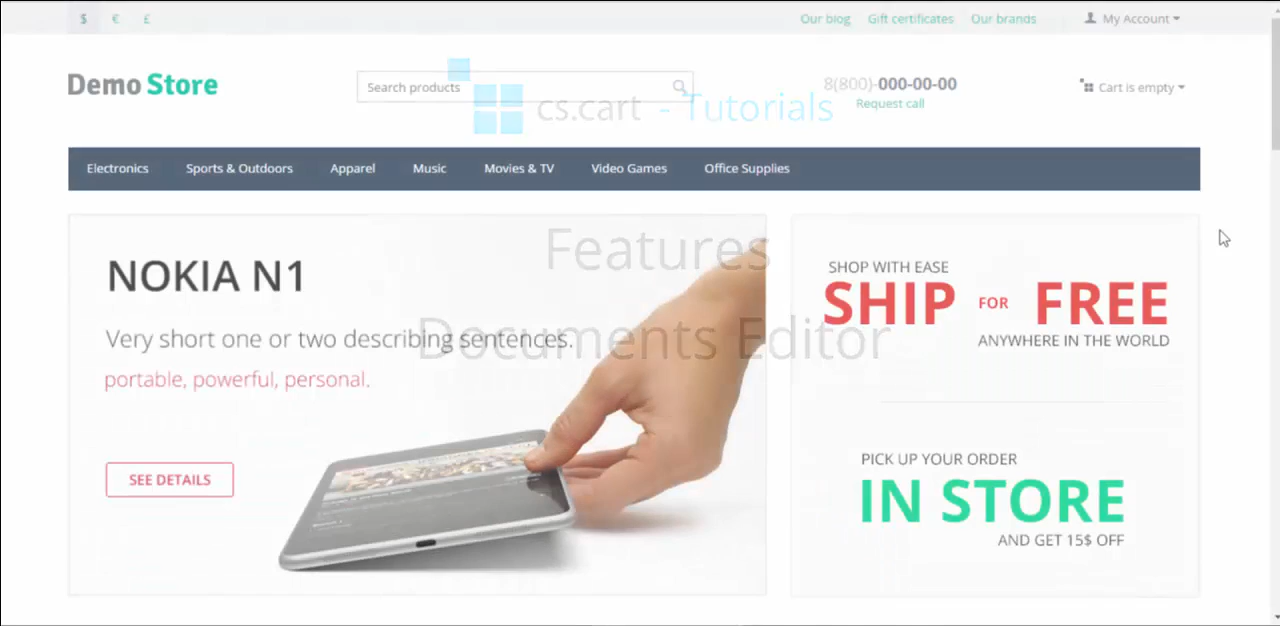 $ € £ Our blog Gift certificates Our brands My Account
Demo Store Search products 8(800)-000-00-00 Cart is empty
Request call
cs.cart - Tutorials
Electronics Sports & Outdoors Apparel Music Movies & TV Video Games Office Supplies
Features
Documents Editor
NOKIA N1
Very short one or two describing sentences.
portable, powerful, personal.
SEE DETAILS
SHOP WITH EASE
SHIP FOR FREE
ANYWHERE IN THE WORLD
PICK UP YOUR ORDER
IN STORE
AND GET 15$ OFF